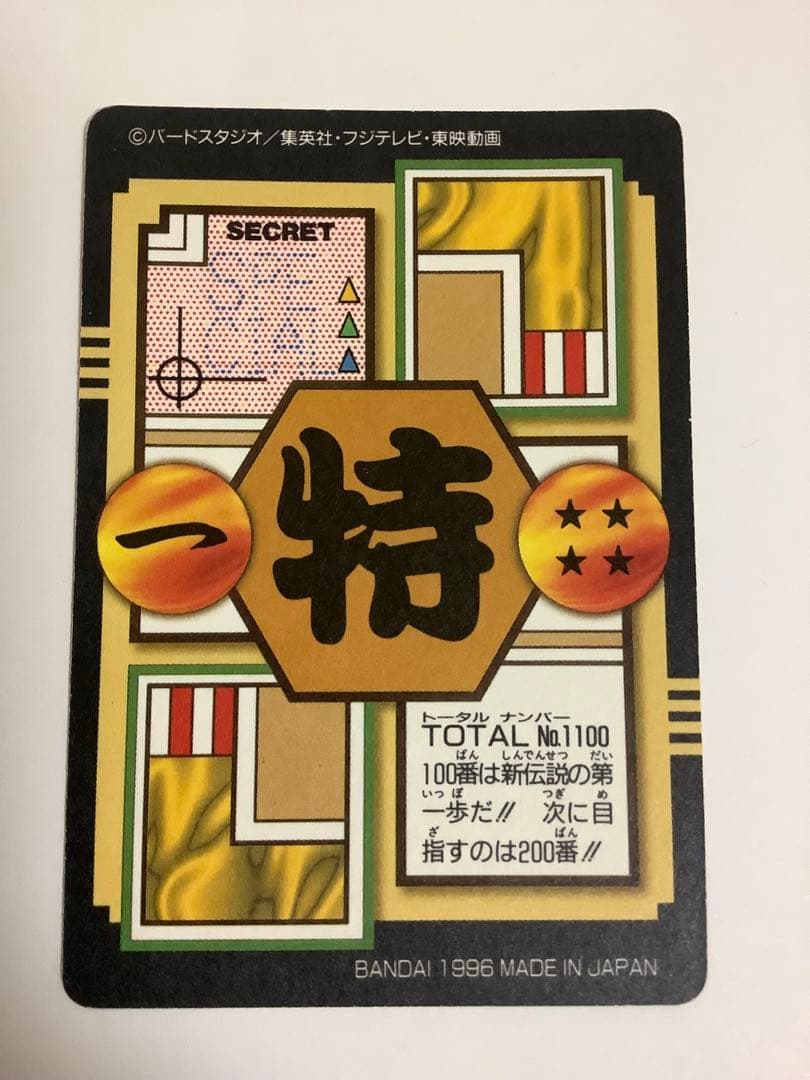 ©バードスタジオ／集英社・フジテレビ・東映動画
SECRET
SPE
CIAL
一
特
トータル ナンバー
TOTAL No.1100
ばん しんでんせつ だい
100番は新伝説の第
いっぽ つぎ め
一歩だ!! 次に目
ざ ばん
指すのは200番!!
BANDAI 1996 MADE IN JAPAN